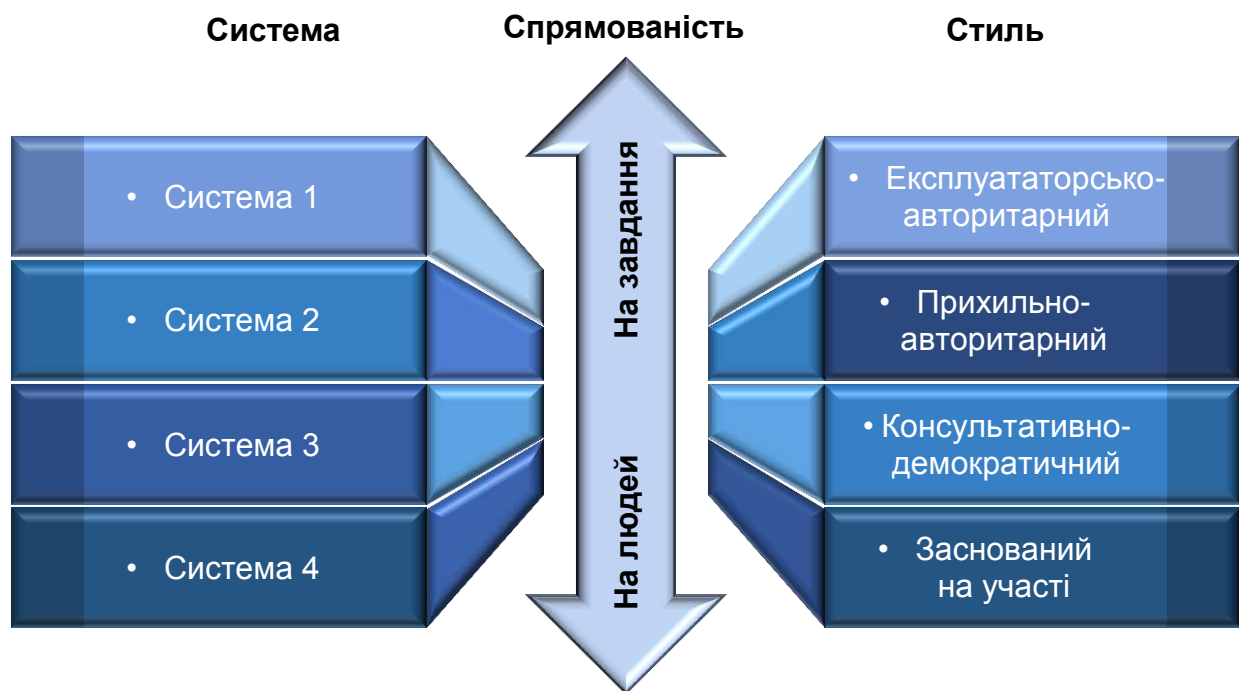 Система Спрямованість Стиль
• Система 1
• Система 2
• Система 3
• Система 4
На завдання
На людей
• Експлуататорсько-
авторитарний
• Прихильно-
авторитарний
• Консультативно-
демократичний
• Заснований
на участі